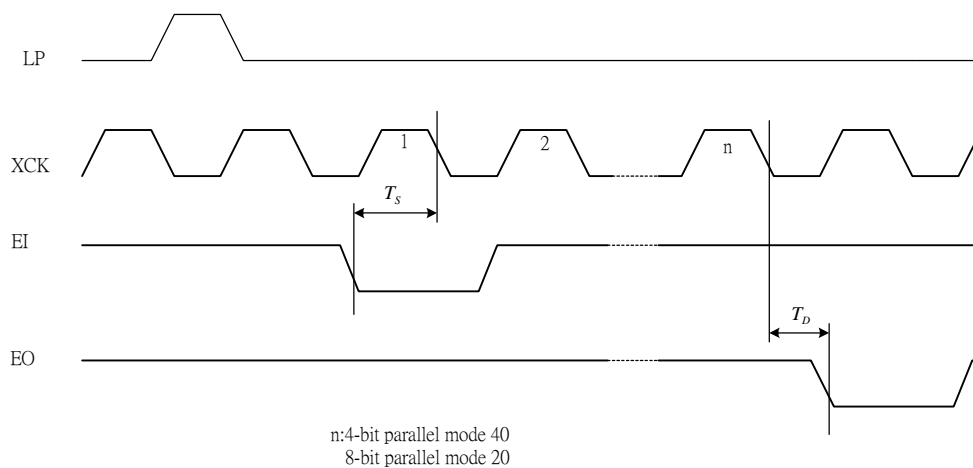 LP
XCK
1
2
n
T_S
EI
T_D
EO
n:4-bit parallel mode 40
8-bit parallel mode 20